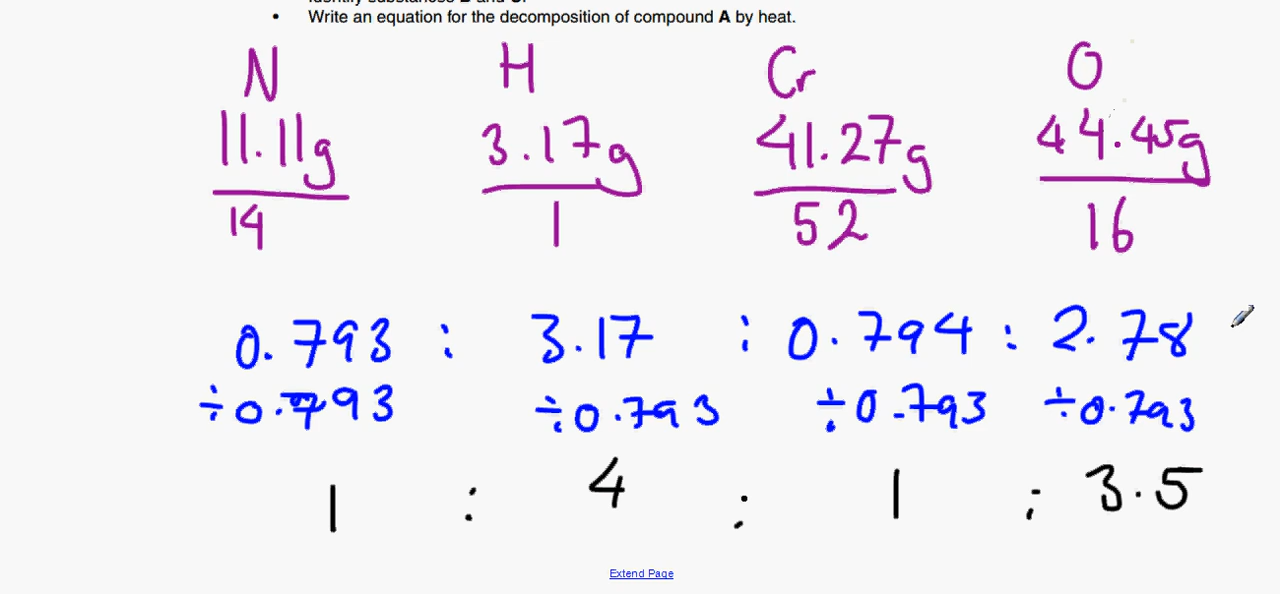 • Write an equation for the decomposition of compound A by heat.
N H Cr O
11.11g 3.17g 41.27g 44.45g
14 1 52 16
0.793 : 3.17 : 0.794 : 2.78
÷0.793 ÷0.793 ÷0.793 ÷0.793
1 : 4 : 1 : 3.5
Extend Page